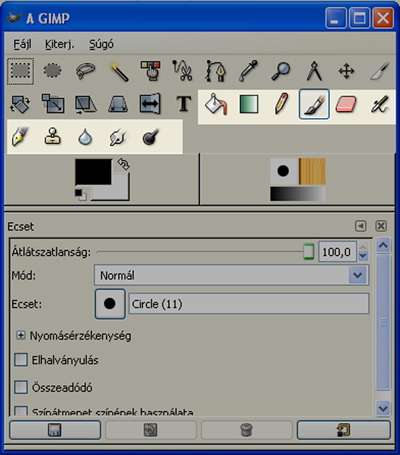 A GIMP
Fájl Kiterj. Súgó
T
Ecset
Átlátszatlanság: 100,0
Mód: Normál
Ecset: Circle (11)
Nyomásérzékenység
Elhalványulás
Összeadódó
Színátmenet színének használata